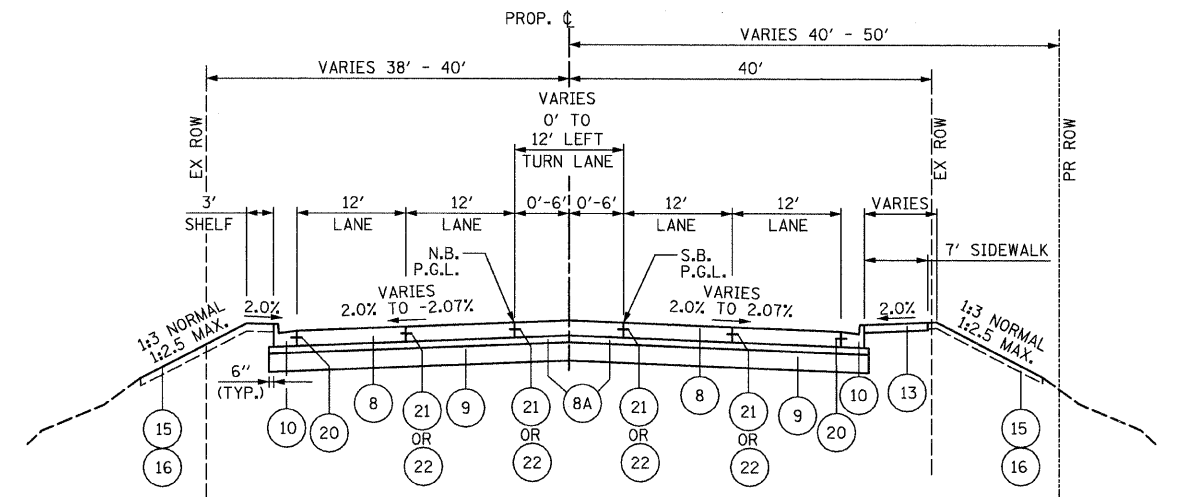 PROP. ℄
VARIES 40' - 50'
VARIES 38' - 40'
40'
VARIES
0' TO
12' LEFT
TURN LANE
EX ROW
EX ROW
PR ROW
3'
SHELF
12'
LANE
12'
LANE
0'-6'
0'-6'
12'
LANE
12'
LANE
VARIES
7' SIDEWALK
N.B.
P.G.L.
S.B.
P.G.L.
VARIES
2.0% TO -2.07%
VARIES
2.0% TO 2.07%
2.0%
2.0%
1:3 NORMAL
1:2.5 MAX.
1:3 NORMAL
1:2.5 MAX.
6"
(TYP.)
15
16
10
20
8
21
OR
22
9
21
OR
22
8A
21
OR
22
8
21
OR
22
9
20
10
13
15
16